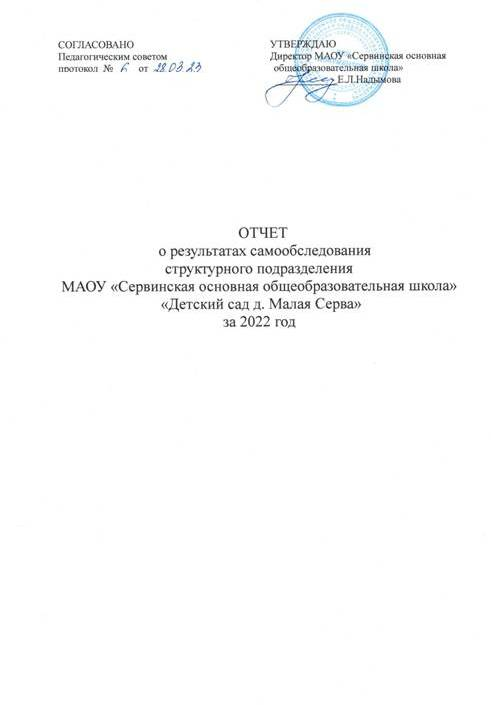 СОГЛАСОВАНО
Педагогическим советом
протокол № 6 от 28.03.23
УТВЕРЖДАЮ
Директор МАОУ «Сервинская основная
общеобразовательная школа»
Е.Л.Надымова
ОТЧЕТ
о результатах самообследования
структурного подразделения
МАОУ «Сервинская основная общеобразовательная школа»
«Детский сад д. Малая Серва»
за 2022 год